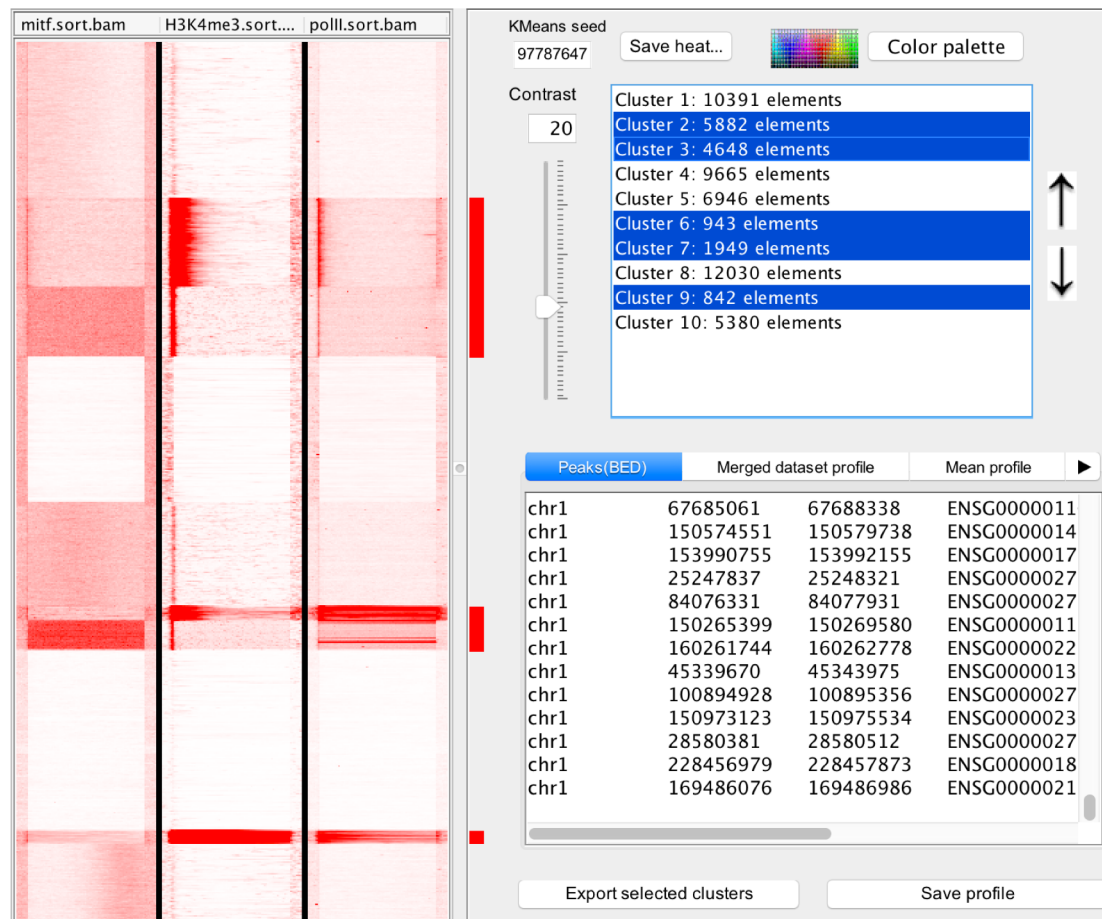 mitf.sort.bam H3K4me3.sort.... polII.sort.bam
KMeans seed
97787647
Save heat...
Color palette
Contrast
20
Cluster 1: 10391 elements
Cluster 2: 5882 elements
Cluster 3: 4648 elements
Cluster 4: 9665 elements
Cluster 5: 6946 elements
Cluster 6: 943 elements
Cluster 7: 1949 elements
Cluster 8: 12030 elements
Cluster 9: 842 elements
Cluster 10: 5380 elements
Peaks(BED) Merged dataset profile Mean profile
chr1 67685061 67688338 ENSG0000011
chr1 150574551 150579738 ENSG0000014
chr1 153990755 153992155 ENSG0000017
chr1 25247837 25248321 ENSG0000027
chr1 84076331 84077931 ENSG0000027
chr1 150265399 150269580 ENSG0000011
chr1 160261744 160262778 ENSG0000022
chr1 45339670 45343975 ENSG0000013
chr1 100894928 100895356 ENSG0000027
chr1 150973123 150975534 ENSG0000023
chr1 28580381 28580512 ENSG0000027
chr1 228456979 228457873 ENSG0000018
chr1 169486076 169486986 ENSG0000021
Export selected clusters Save profile